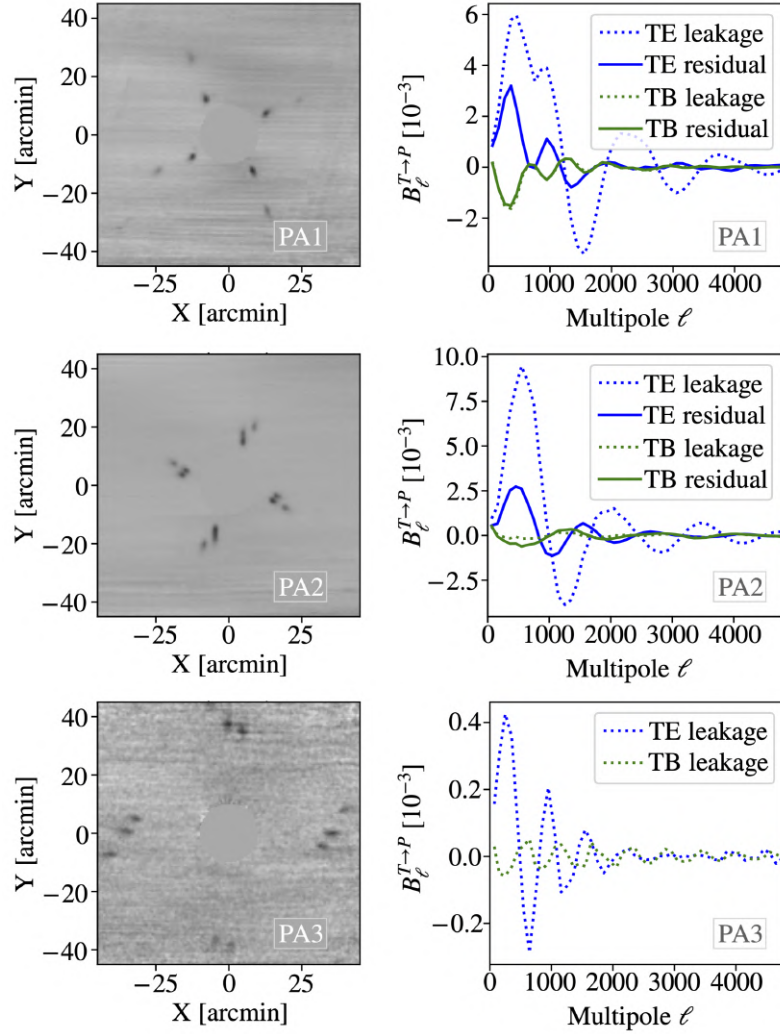 40
20
0
−20
−40
Y [arcmin]
−25
0
25
X [arcmin]
PA1
6
4
2
0
−2
B_ℓ^{T→P} [10^{-3}]
TE leakage
TE residual
TB leakage
TB residual
PA1
0
1000
2000
3000
4000
Multipole ℓ
40
20
0
−20
−40
Y [arcmin]
−25
0
25
X [arcmin]
PA2
10.0
7.5
5.0
2.5
0.0
−2.5
B_ℓ^{T→P} [10^{-3}]
TE leakage
TE residual
TB leakage
TB residual
PA2
0
1000
2000
3000
4000
Multipole ℓ
40
20
0
−20
−40
Y [arcmin]
−25
0
25
X [arcmin]
PA3
0.4
0.2
0.0
−0.2
B_ℓ^{T→P} [10^{-3}]
TE leakage
TB leakage
PA3
0
1000
2000
3000
4000
Multipole ℓ